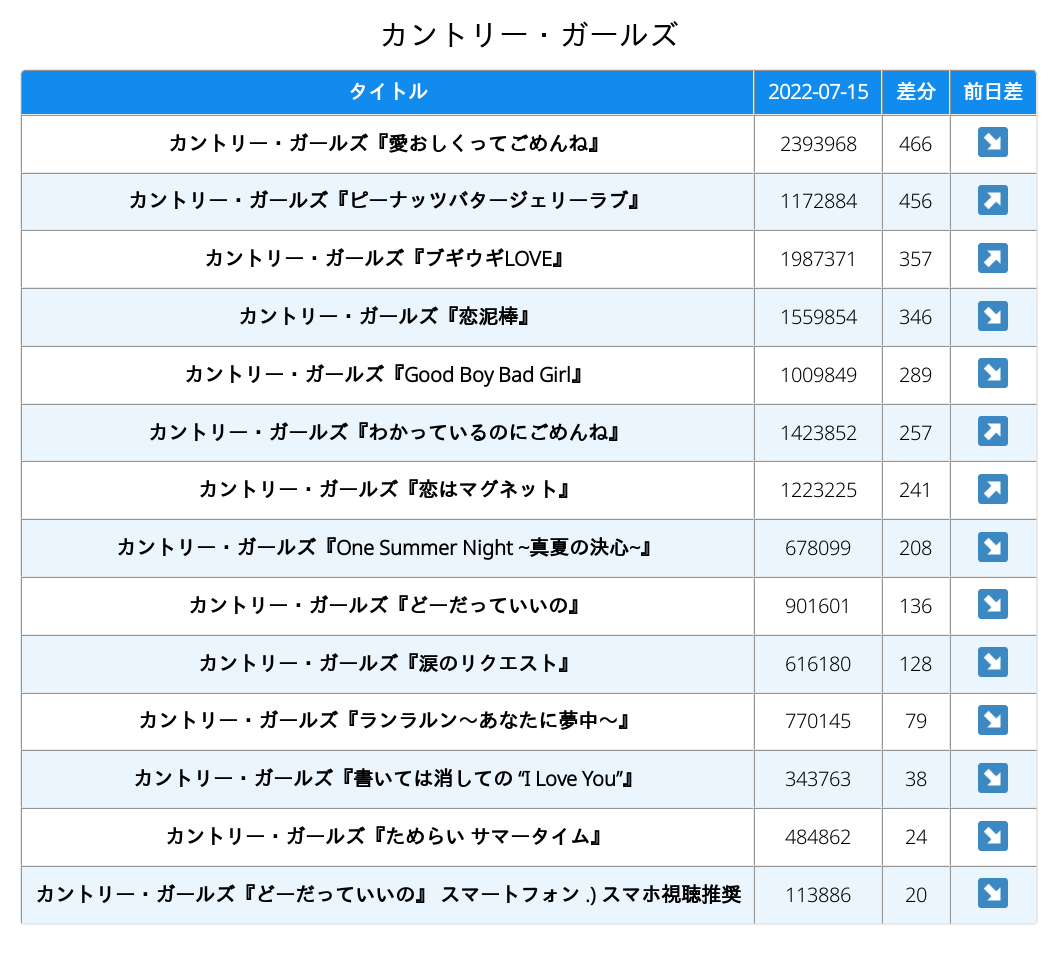 カントリー・ガールズ
タイトル 2022-07-15 差分 前日差
カントリー・ガールズ『愛おしくってごめんね』 2393968 466 ↘
カントリー・ガールズ『ピーナッツバタージェリーラブ』 1172884 456 ↗
カントリー・ガールズ『ブギウギLOVE』 1987371 357 ↗
カントリー・ガールズ『恋泥棒』 1559854 346 ↘
カントリー・ガールズ『Good Boy Bad Girl』 1009849 289 ↘
カントリー・ガールズ『わかっているのにごめんね』 1423852 257 ↗
カントリー・ガールズ『恋はマグネット』 1223225 241 ↗
カントリー・ガールズ『One Summer Night ~真夏の決心~』 678099 208 ↘
カントリー・ガールズ『どーだっていいの』 901601 136 ↘
カントリー・ガールズ『涙のリクエスト』 616180 128 ↘
カントリー・ガールズ『ランラルン～あなたに夢中～』 770145 79 ↘
カントリー・ガールズ『書いては消しての “I Love You”』 343763 38 ↘
カントリー・ガールズ『ためらい サマータイム』 484862 24 ↘
カントリー・ガールズ『どーだっていいの』 スマートフォン .) スマホ視聴推奨 113886 20 ↘